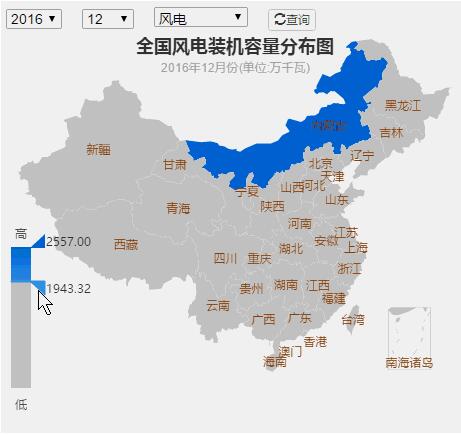 2016 12 风电 查询
全国风电装机容量分布图
2016年12月份(单位:万千瓦)
黑龙江
内蒙古 吉林
新疆 辽宁
甘肃 北京
天津
宁夏 山西 河北
青海 陕西 山东
河南
高 江苏
2557.00 西藏 安徽 上海
四川 重庆 湖北
浙江
1943.32 贵州 湖南 江西
云南 福建
广西 广东 台湾
香港
澳门
海南 南海诸岛
低